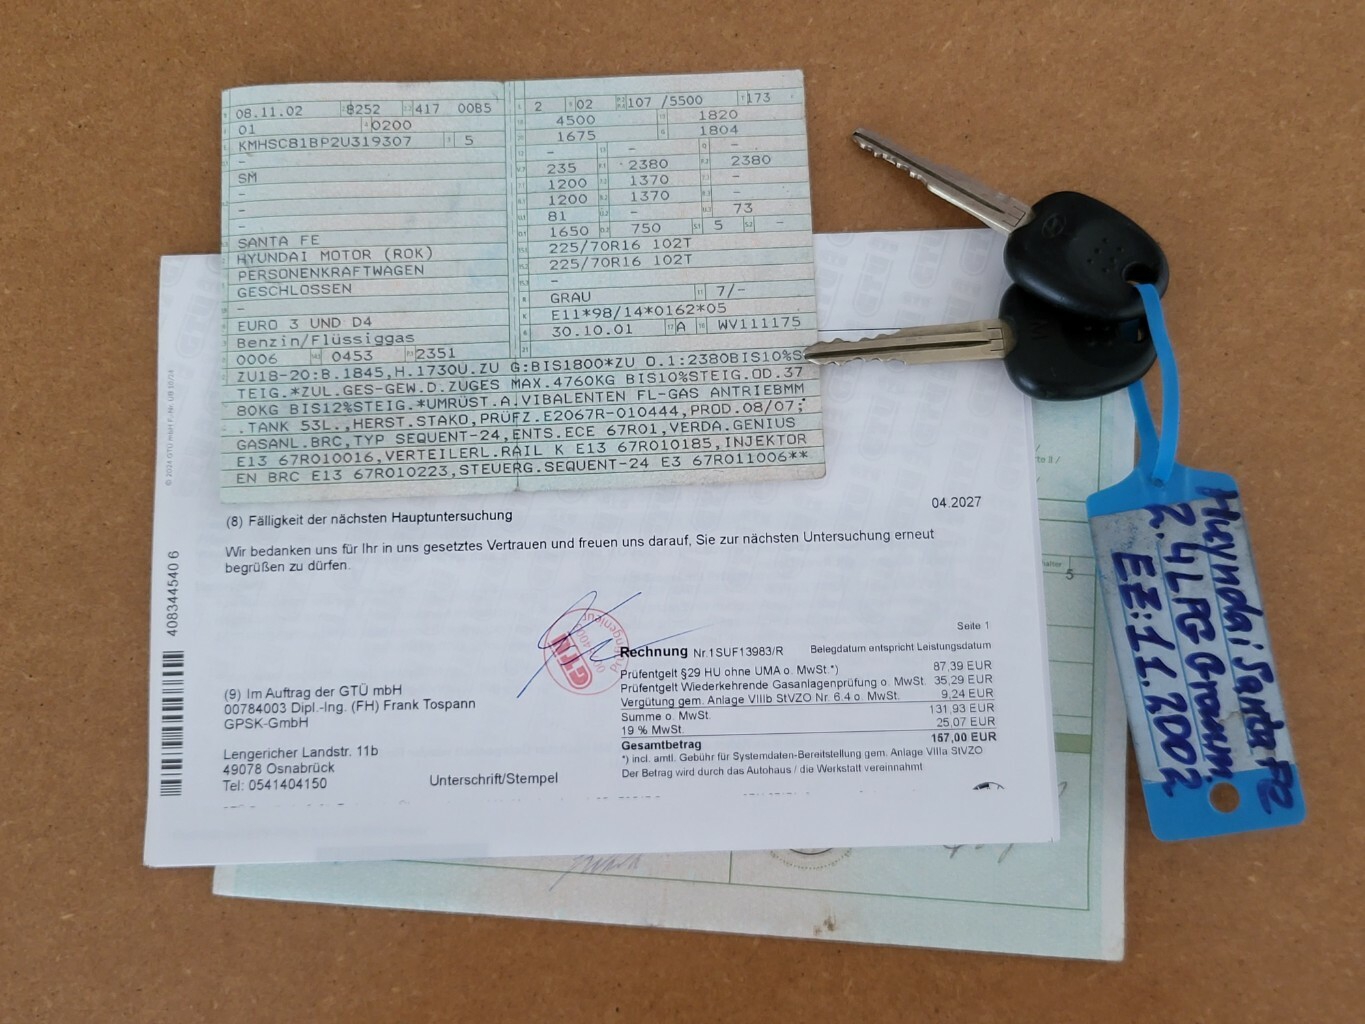 08.11.02 8252 417 00B5
01 0200
KMHSC81BP2U319307 5
-
SM
-
-
-
SANTA FE
HYUNDAI MOTOR (ROK)
PERSONENKRAFTWAGEN
GESCHLOSSEN
-
EURO 3 UND D4
Benzin/Flüssiggas
0006 0453 2351
2 02 107 /5500 173
4500 1820
1675 1804
- - -
235 2380 2380
1200 1370 -
1200 1370 -
81 - 73
1650 750 5 -
225/70R16 102T
225/70R16 102T
-
GRAU 7/-
E11*98/14*0162*05
30.10.01 A WV111175
ZU18-20:B.1845,H.1730U.ZU G:BIS1800*ZU O.1:2380BIS10%S
TEIG.*ZUL.GES-GEW.D.ZUGES MAX.4760KG BIS10%STEIG.OD.37
80KG BIS12%STEIG.*UMRÜST.A.VIBALENTEN FL-GAS ANTRIEBMM
.TANK 53L.,HERST.STAKO,PRÜFZ.E2067R-010444,PROD.08/07;
GASANL.BRC,TYP SEQUENT-24,ENTS.ECE 67R01,VERDA.GENIUS
E13 67R010016,VERTEILERL.RAIL K E13 67R010185,INJEKTOR
EN BRC E13 67R010223,STEUERG.SEQUENT-24 E3 67R011006**
(8) Fälligkeit der nächsten Hauptuntersuchung 04.2027
Wir bedanken uns für Ihr in uns gesetztes Vertrauen und freuen uns darauf, Sie zur nächsten Untersuchung erneut
begrüßen zu dürfen.
408344540 6
GTÜ
Seite 1
Rechnung Nr.1SUF13983/R Belegdatum entspricht Leistungsdatum
Prüfentgelt §29 HU ohne UMA o. MwSt.*) 87,39 EUR
Prüfentgelt Wiederkehrende Gasanlagenprüfung o. MwSt. 35,29 EUR
Vergütung gem. Anlage VIIIb StVZO Nr. 6.4 o. MwSt. 9,24 EUR
Summe o. MwSt. 131,93 EUR
19 % MwSt. 25,07 EUR
Gesamtbetrag 157,00 EUR
*) incl. amtl. Gebühr für Systemdaten-Bereitstellung gem. Anlage VIIIa StVZO
Der Betrag wird durch das Autohaus / die Werkstatt vereinnahmt
(9) Im Auftrag der GTÜ mbH
00784003 Dipl.-Ing. (FH) Frank Tospann
GPSK-GmbH
Lengericher Landstr. 11b
49078 Osnabrück
Tel: 0541404150
Unterschrift/Stempel
5
Hueyndai Santa Fe
2.4 LPG Graumm.
EZ: 11.2002